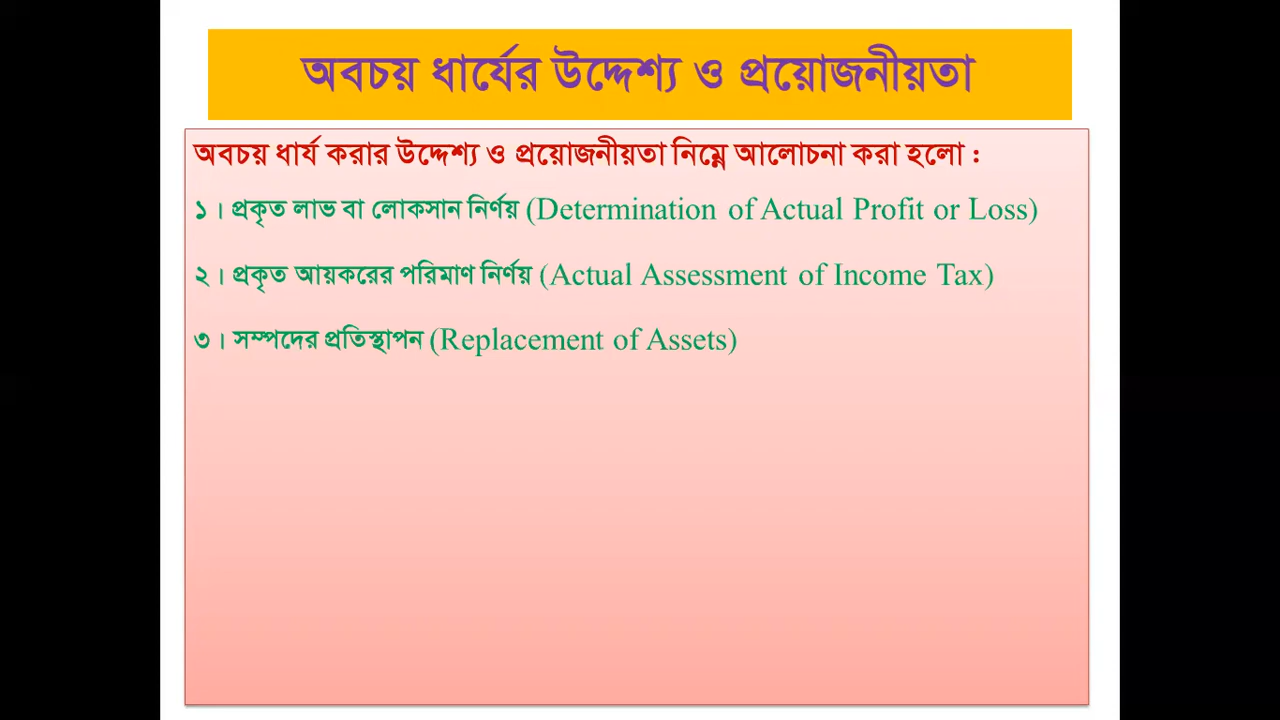 অবচয় ধার্যের উদ্দেশ্য ও প্রয়োজনীয়তা
অবচয় ধার্য করার উদ্দেশ্য ও প্রয়োজনীয়তা নিম্নে আলোচনা করা হলো :
১। প্রকৃত লাভ বা লোকসান নির্ণয় (Determination of Actual Profit or Loss)
২। প্রকৃত আয়করের পরিমাণ নির্ণয় (Actual Assessment of Income Tax)
৩। সম্পদের প্রতিস্থাপন (Replacement of Assets)